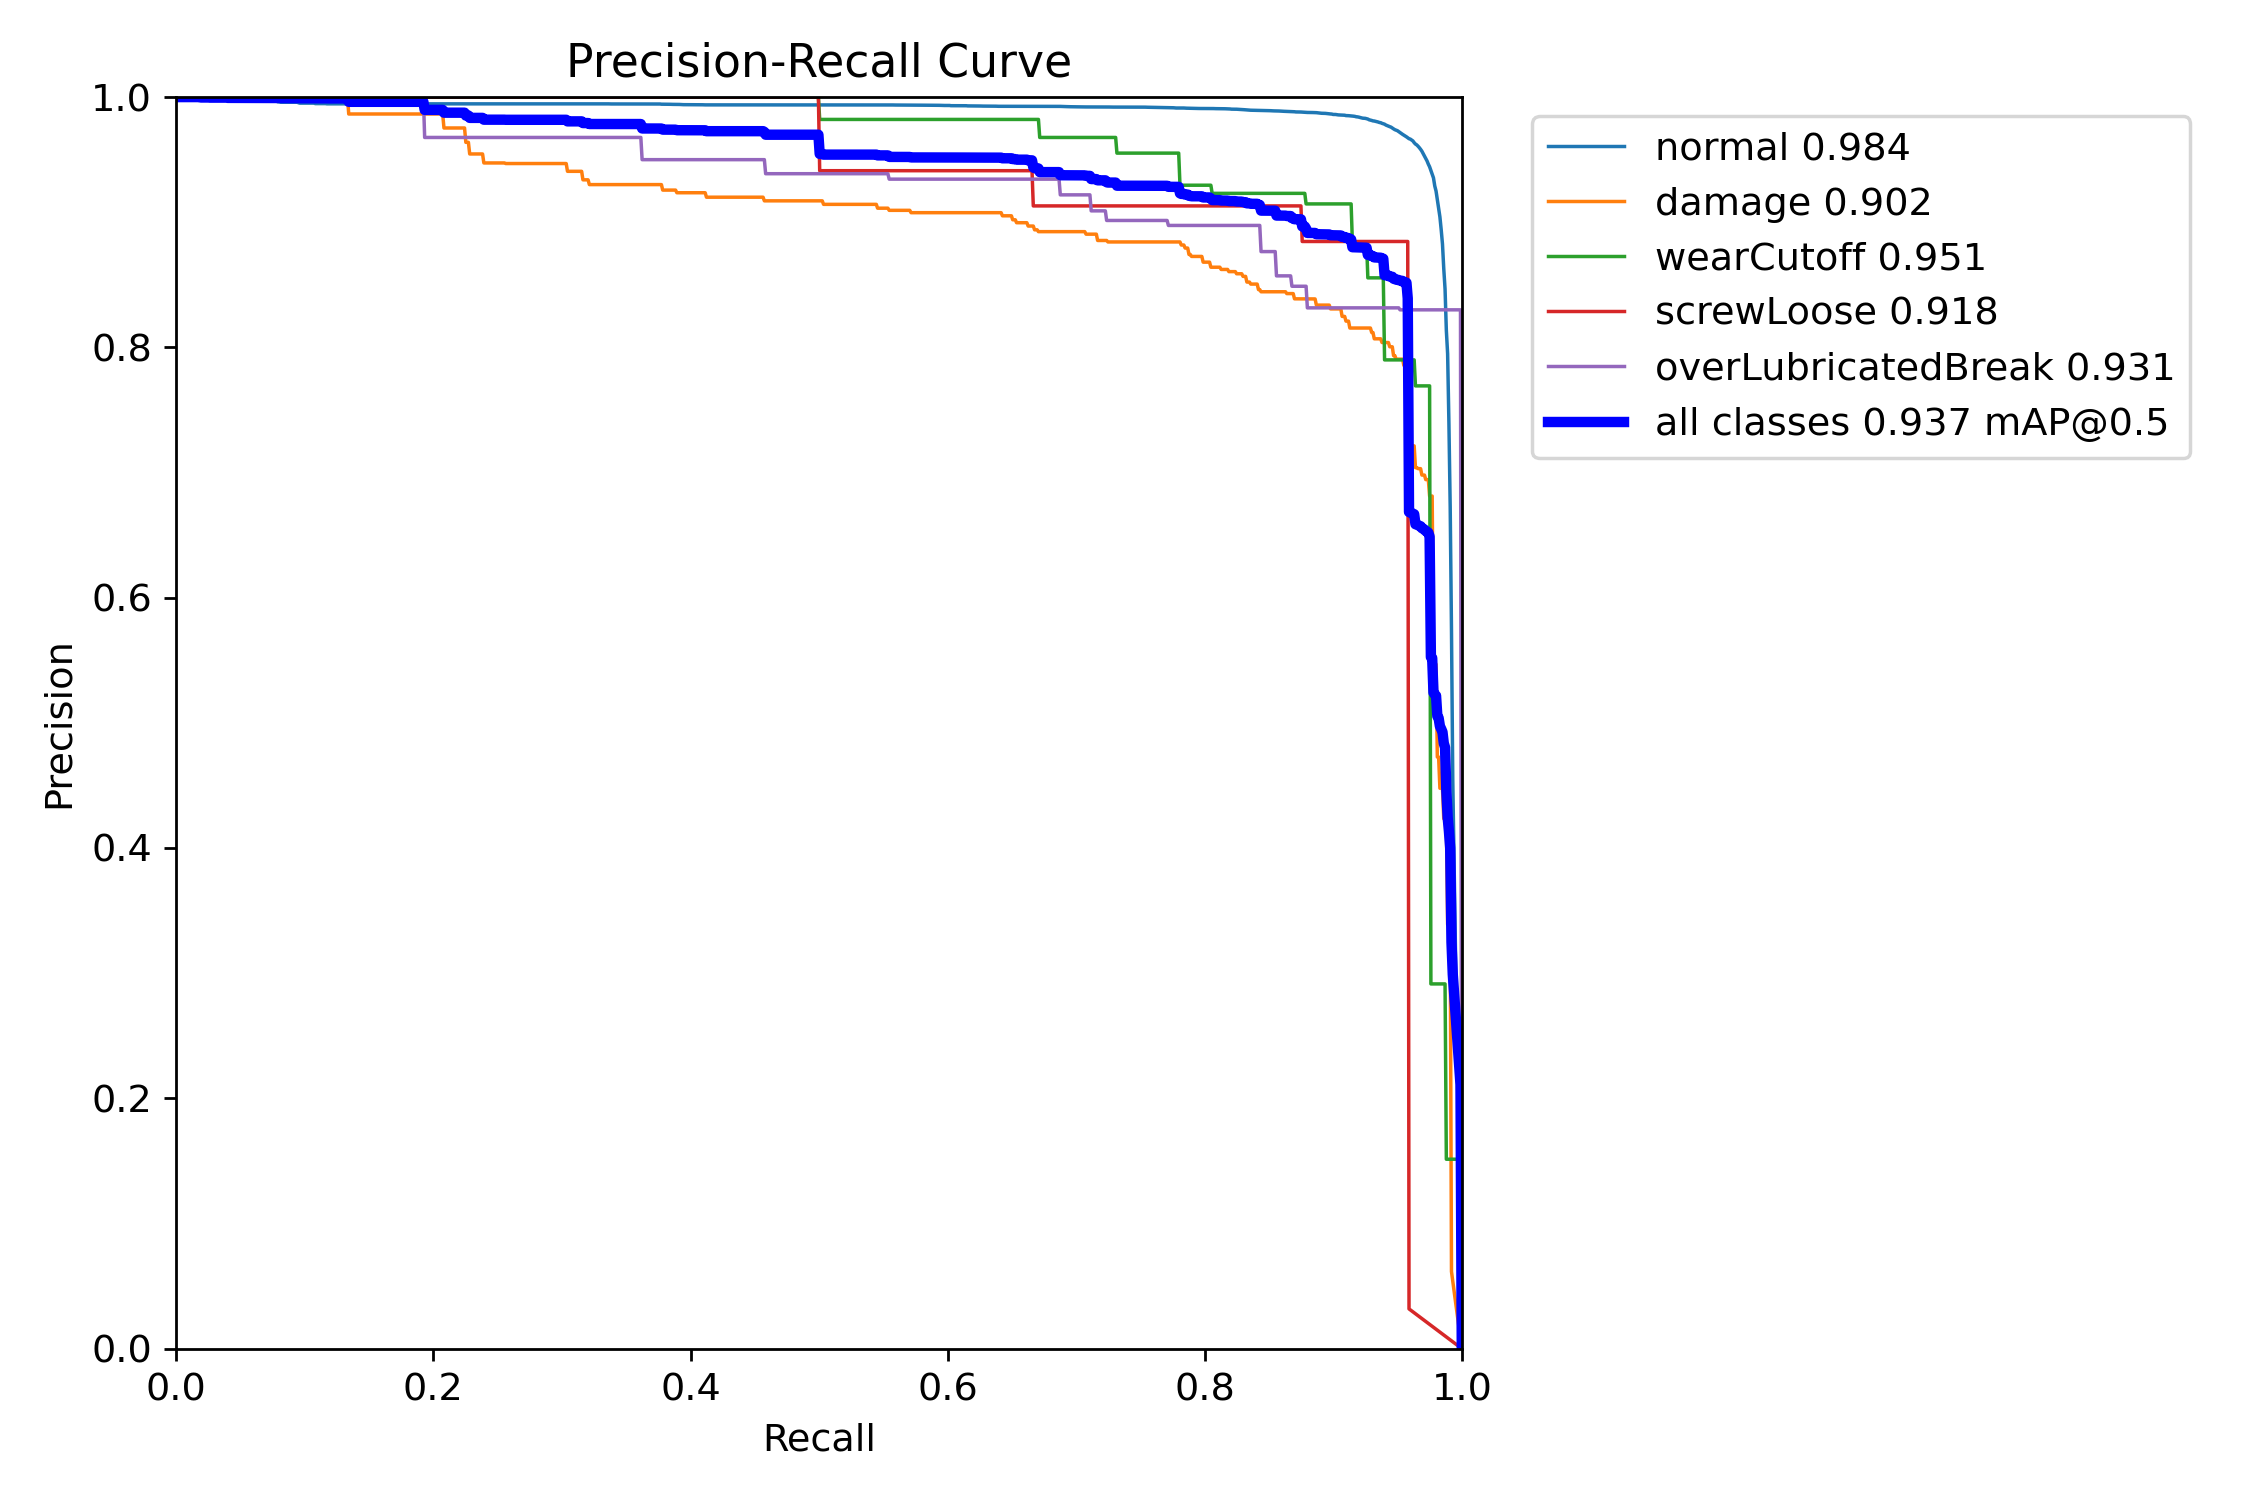 Precision-Recall Curve
1.0
0.8
0.6
0.4
0.2
0.0
Precision
0.0 0.2 0.4 0.6 0.8 1.0
Recall
normal 0.984
damage 0.902
wearCutoff 0.951
screwLoose 0.918
overLubricatedBreak 0.931
all classes 0.937 mAP@0.5